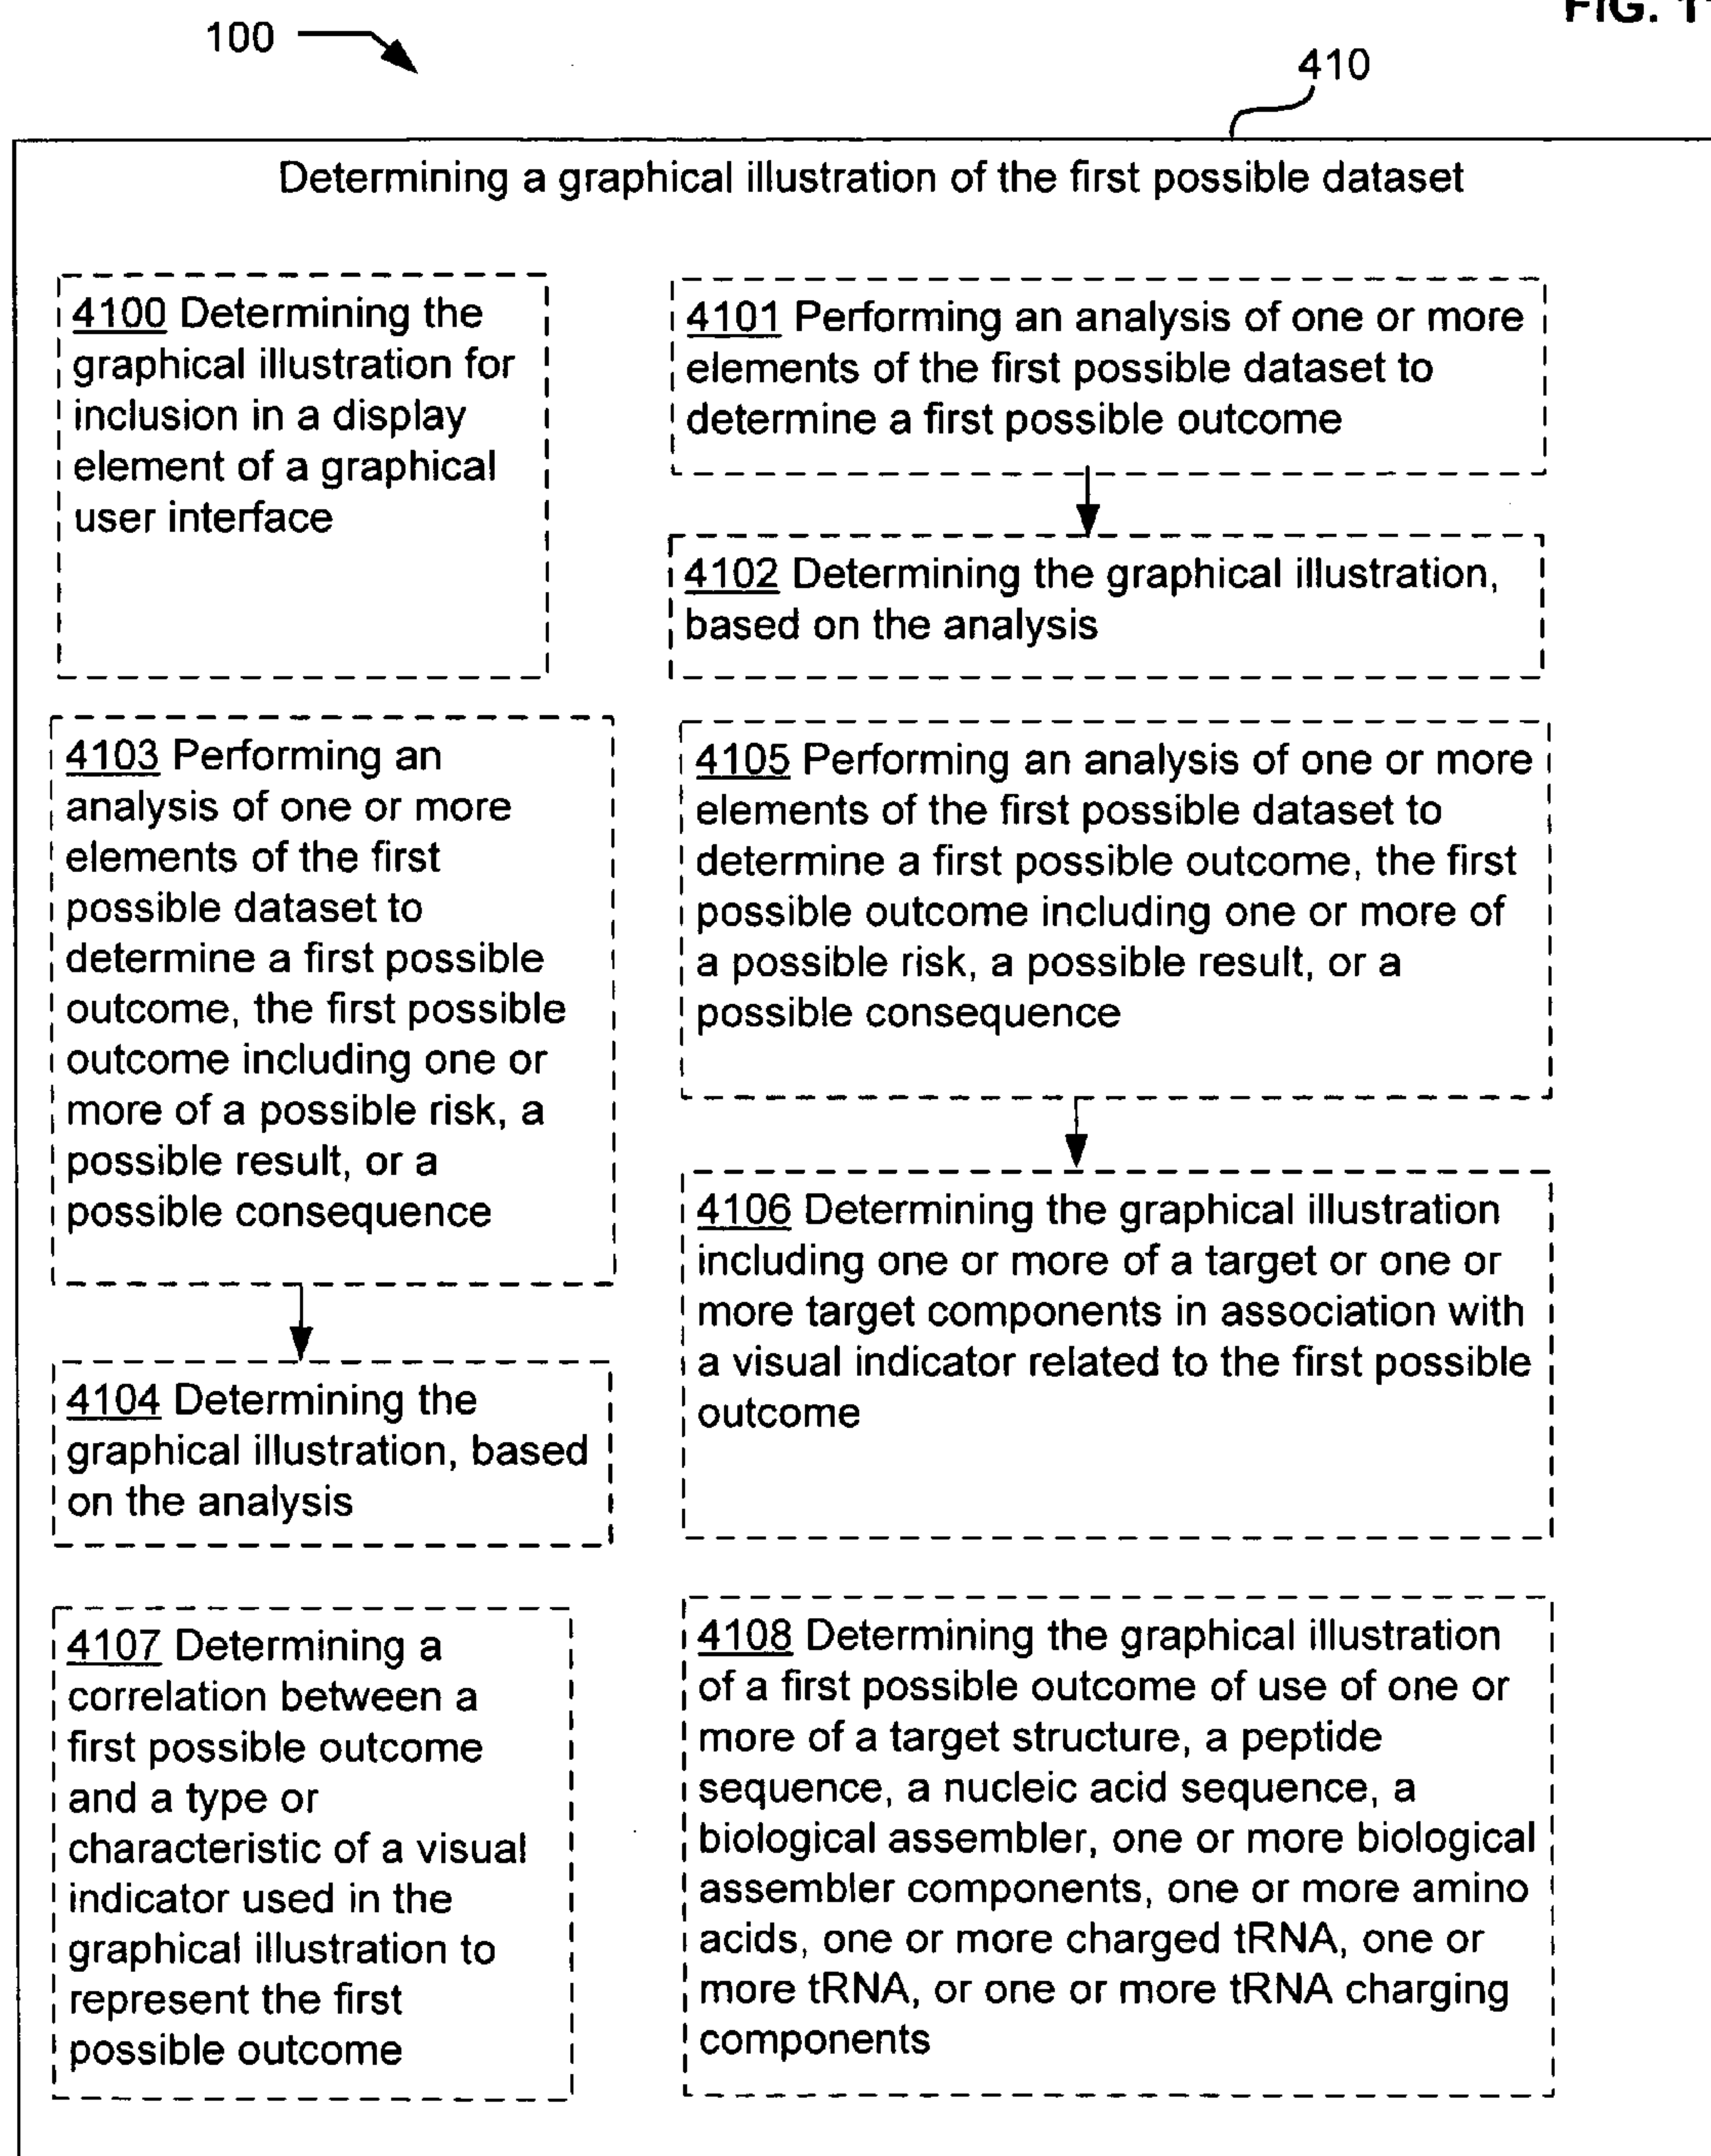 FIG. 1
100
410
Determining a graphical illustration of the first possible dataset
4100 Determining the
graphical illustration for
inclusion in a display
element of a graphical
user interface
4101 Performing an analysis of one or more
elements of the first possible dataset to
determine a first possible outcome
4102 Determining the graphical illustration,
based on the analysis
4103 Performing an
analysis of one or more
elements of the first
possible dataset to
determine a first possible
outcome, the first possible
outcome including one or
more of a possible risk, a
possible result, or a
possible consequence
4104 Determining the
graphical illustration, based
on the analysis
4105 Performing an analysis of one or more
elements of the first possible dataset to
determine a first possible outcome, the first
possible outcome including one or more of
a possible risk, a possible result, or a
possible consequence
4106 Determining the graphical illustration
including one or more of a target or one or
more target components in association with
a visual indicator related to the first possible
outcome
4107 Determining a
correlation between a
first possible outcome
and a type or
characteristic of a visual
indicator used in the
graphical illustration to
represent the first
possible outcome
4108 Determining the graphical illustration
of a first possible outcome of use of one or
more of a target structure, a peptide
sequence, a nucleic acid sequence, a
biological assembler, one or more biological
assembler components, one or more amino
acids, one or more charged tRNA, one or
more tRNA, or one or more tRNA charging
components